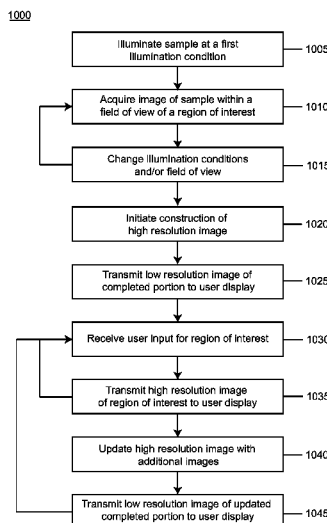 1000
Illuminate sample at a first
illumination condition
1005
Acquire image of sample within a
field of view of a region of interest
1010
Change illumination conditions
and/or field of view
1015
Initiate construction of
high resolution image
1020
Transmit low resolution image of
completed portion to user display
1025
Receive user input for region of interest
1030
Transmit high resolution image
of region of interest to user display
1035
Update high resolution image with
additional images
1040
Transmit low resolution image of updated
completed portion to user display
1045